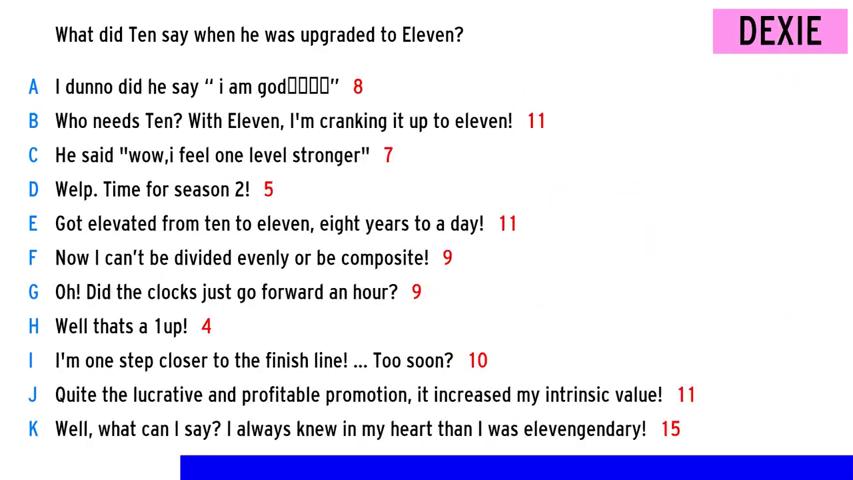 What did Ten say when he was upgraded to Eleven?
DEXIE
A I dunno did he say “ i am god▯▯▯▯” 8
B Who needs Ten? With Eleven, I'm cranking it up to eleven! 11
C He said "wow,i feel one level stronger" 7
D Welp. Time for season 2! 5
E Got elevated from ten to eleven, eight years to a day! 11
F Now I can’t be divided evenly or be composite! 9
G Oh! Did the clocks just go forward an hour? 9
H Well thats a 1up! 4
I I'm one step closer to the finish line! ... Too soon? 10
J Quite the lucrative and profitable promotion, it increased my intrinsic value! 11
K Well, what can I say? I always knew in my heart than I was elevengendary! 15